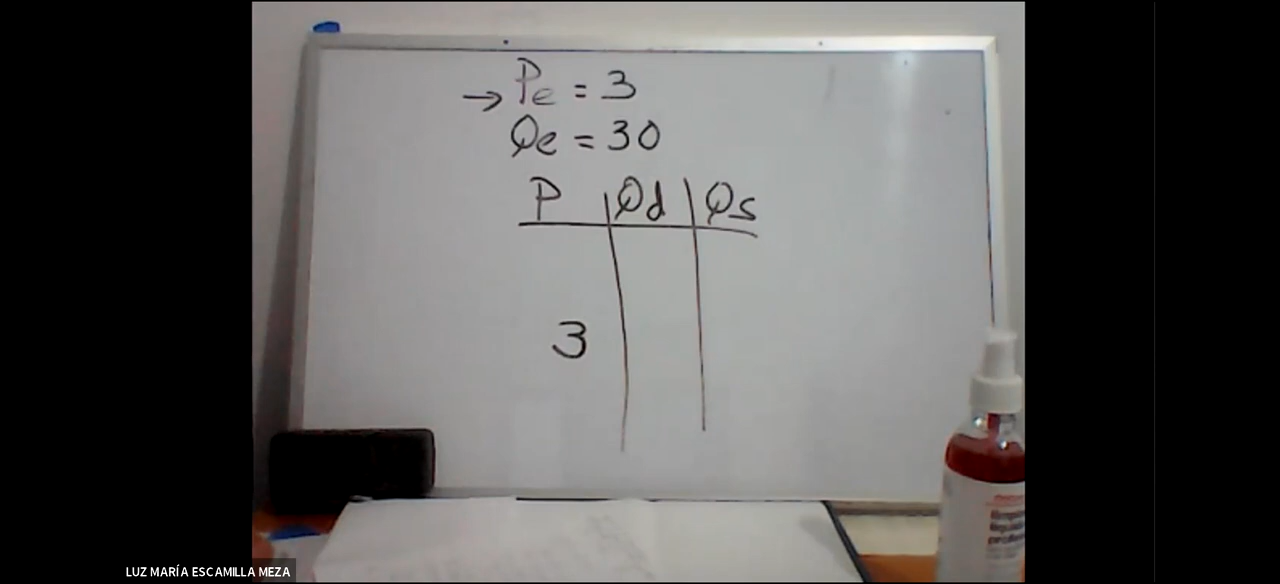 → Pe = 3
Qe = 30
P Qd Qs
3
LUZ MARÍA ESCAMILLA MEZA